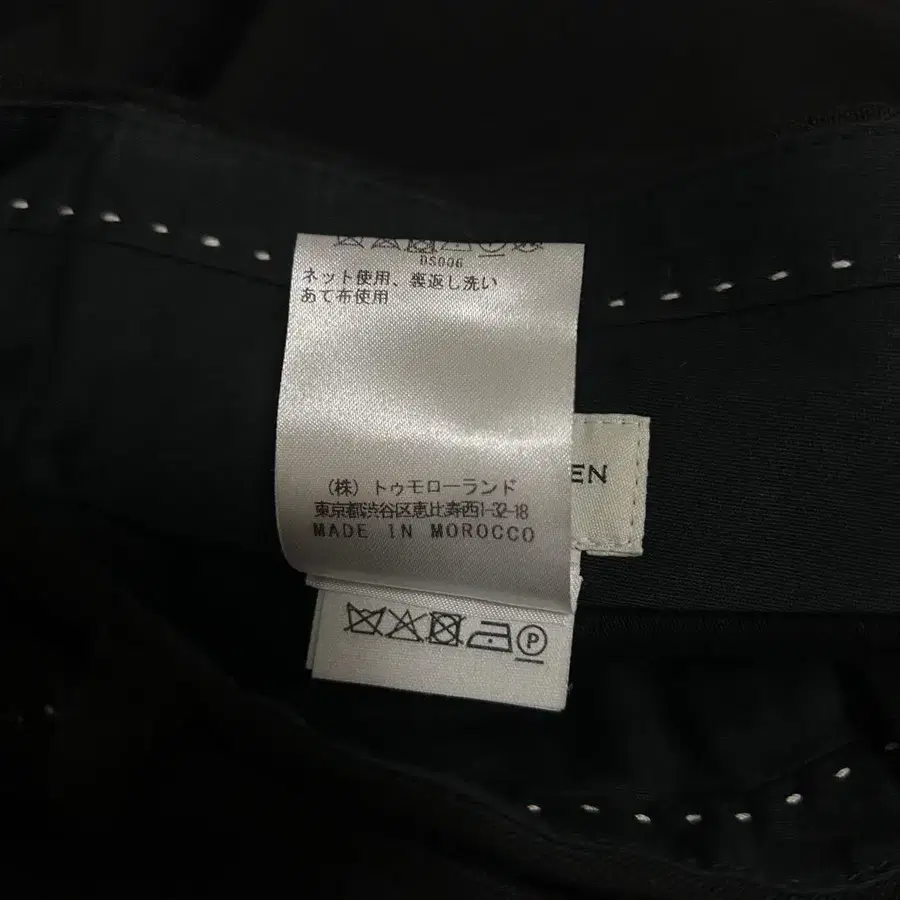 DS006
ネット使用、裏返し洗い
あて布使用
(株)トゥモローランド
東京都渋谷区恵比寿西1-32-18
MADE IN MOROCCO
EN
P